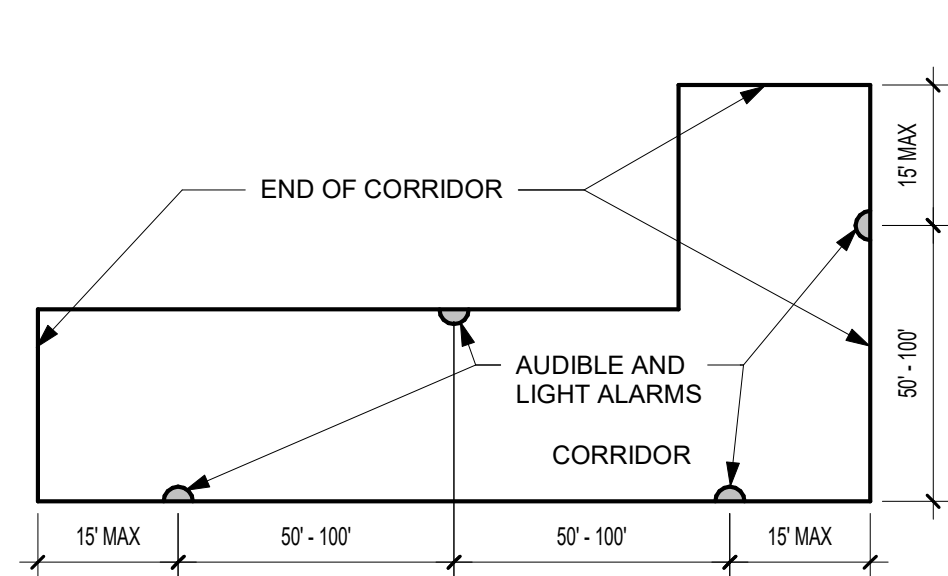 15' MAX
END OF CORRIDOR
50' - 100'
AUDIBLE AND
LIGHT ALARMS
CORRIDOR
15' MAX
50' - 100'
50' - 100'
15' MAX